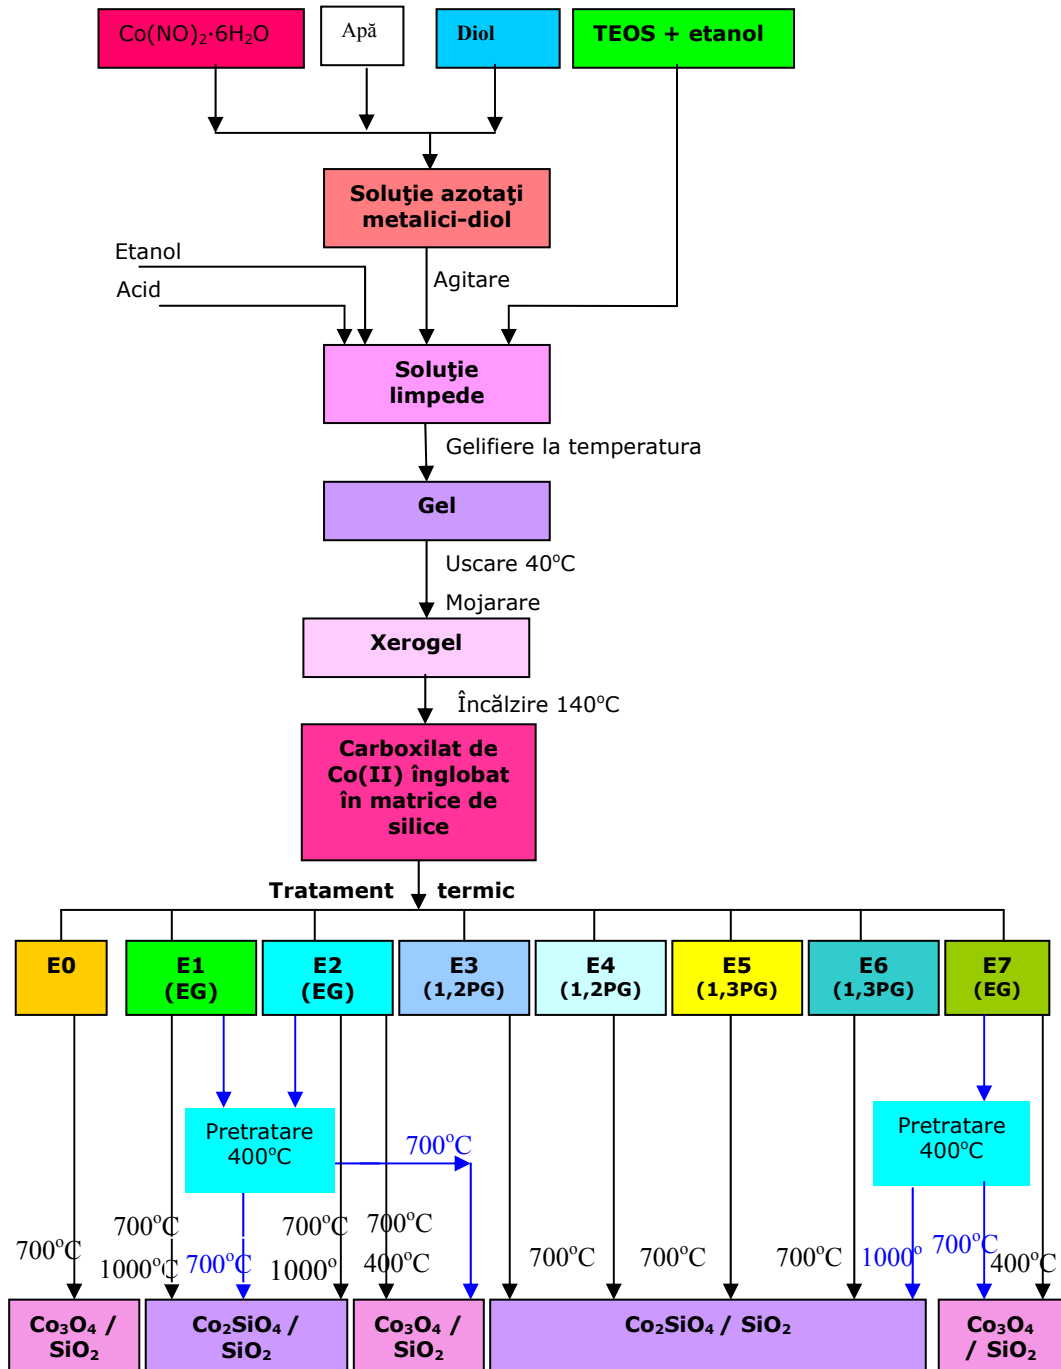 Co(NO)₂·6H₂O
Apă
Diol
TEOS + etanol
Soluţie azotaţi
metalici-diol
Etanol
Acid
Agitare
Soluţie
limpede
Gelifiere la temperatura
Gel
Uscare 40°C
Mojarare
Xerogel
Încălzire 140°C
Carboxilat de
Co(II) înglobat
în matrice de
silice
Tratament termic
E0
E1
(EG)
E2
(EG)
E3
(1,2PG)
E4
(1,2PG)
E5
(1,3PG)
E6
(1,3PG)
E7
(EG)
Pretratare
400°C
700°C
Pretratare
400°C
700°C
700°C
1000°C
700°C
700°C
1000°
700°C
400°C
700°C
700°C
700°C
1000°
700°C
400°C
Co₃O₄ /
SiO₂
Co₂SiO₄ /
SiO₂
Co₃O₄ /
SiO₂
Co₂SiO₄ / SiO₂
Co₃O₄
/ SiO₂